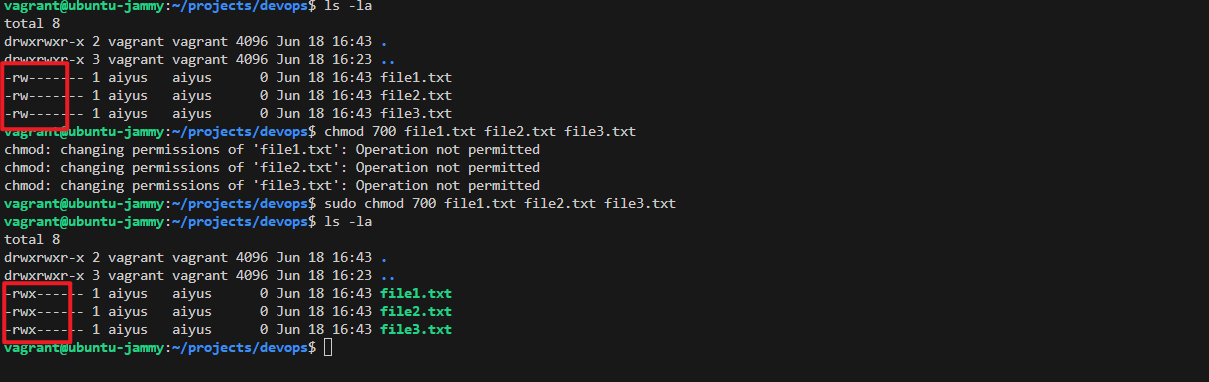 vagrant@ubuntu-jammy:~/projects/devops$ ls -la
total 8
drwxrwxr-x 2 vagrant vagrant 4096 Jun 18 16:43 .
drwxrwxr-x 3 vagrant vagrant 4096 Jun 18 16:23 ..
-rw------- 1 aiyus   aiyus      0 Jun 18 16:43 file1.txt
-rw------- 1 aiyus   aiyus      0 Jun 18 16:43 file2.txt
-rw------- 1 aiyus   aiyus      0 Jun 18 16:43 file3.txt
vagrant@ubuntu-jammy:~/projects/devops$ chmod 700 file1.txt file2.txt file3.txt
chmod: changing permissions of 'file1.txt': Operation not permitted
chmod: changing permissions of 'file2.txt': Operation not permitted
chmod: changing permissions of 'file3.txt': Operation not permitted
vagrant@ubuntu-jammy:~/projects/devops$ sudo chmod 700 file1.txt file2.txt file3.txt
vagrant@ubuntu-jammy:~/projects/devops$ ls -la
total 8
drwxrwxr-x 2 vagrant vagrant 4096 Jun 18 16:43 .
drwxrwxr-x 3 vagrant vagrant 4096 Jun 18 16:23 ..
-rwx------ 1 aiyus   aiyus      0 Jun 18 16:43 file1.txt
-rwx------ 1 aiyus   aiyus      0 Jun 18 16:43 file2.txt
-rwx------ 1 aiyus   aiyus      0 Jun 18 16:43 file3.txt
vagrant@ubuntu-jammy:~/projects/devops$